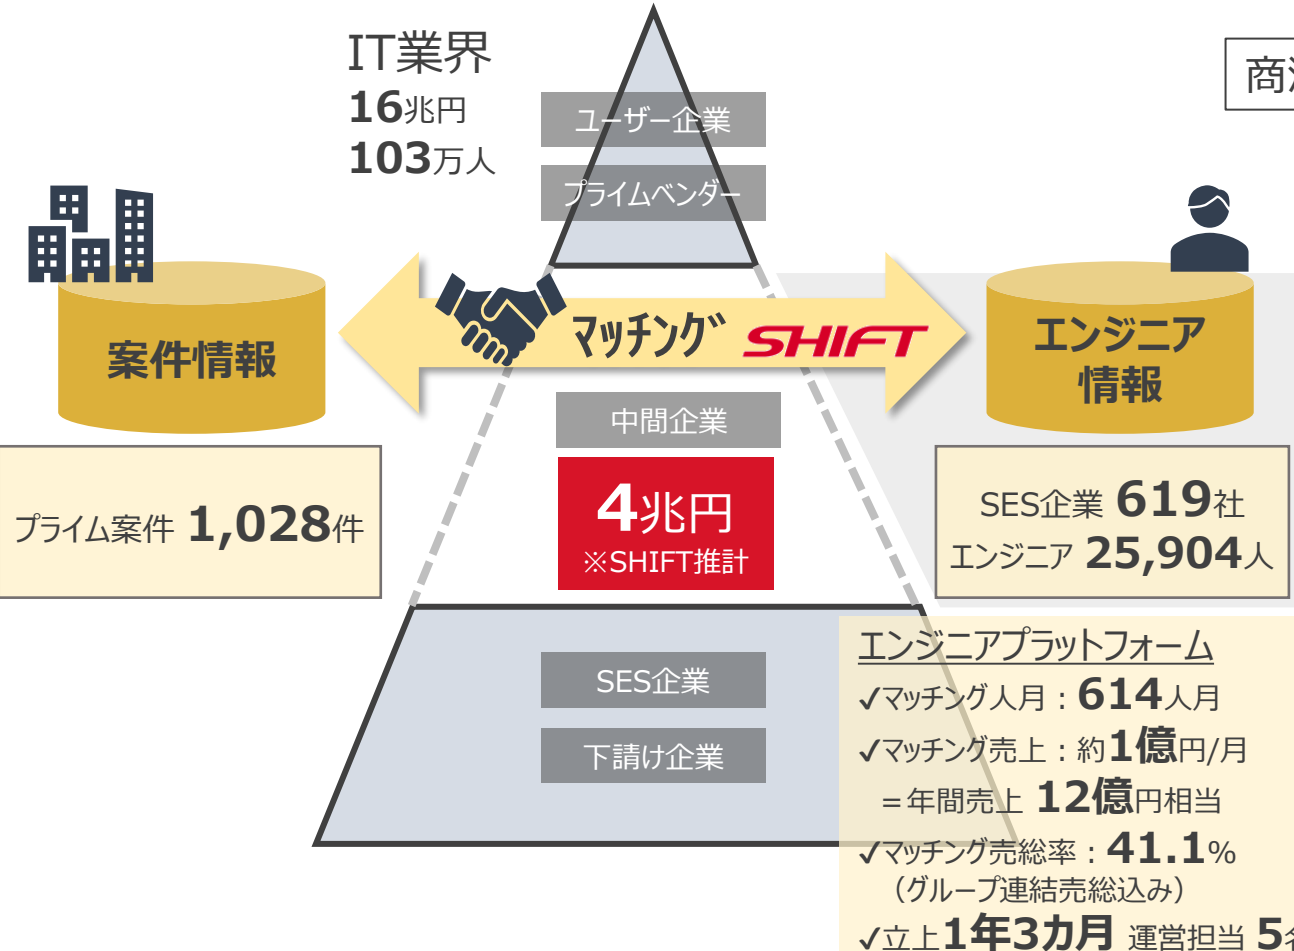 IT業界
16兆円
103万人
ユーザー企業
プライムベンダー
商
案件情報
マッチング SHIFT
エンジニア
情報
中間企業
4兆円
※SHIFT推計
プライム案件 1,028件
SES企業 619社
エンジニア 25,904人
SES企業
下請け企業
エンジニアプラットフォーム
✓マッチング人月：614人月
✓マッチング売上：約1億円/月
＝年間売上 12億円相当
✓マッチング売総率：41.1%
（グループ連結売総込み）
✓立上1年3カ月 運営担当 5名